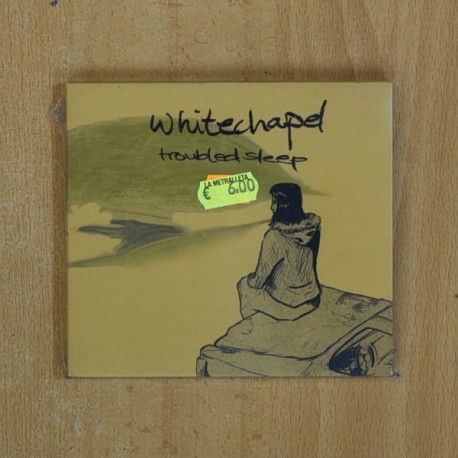 whitechapel
troubled sleep
LA METRALLETA
€ 6.00